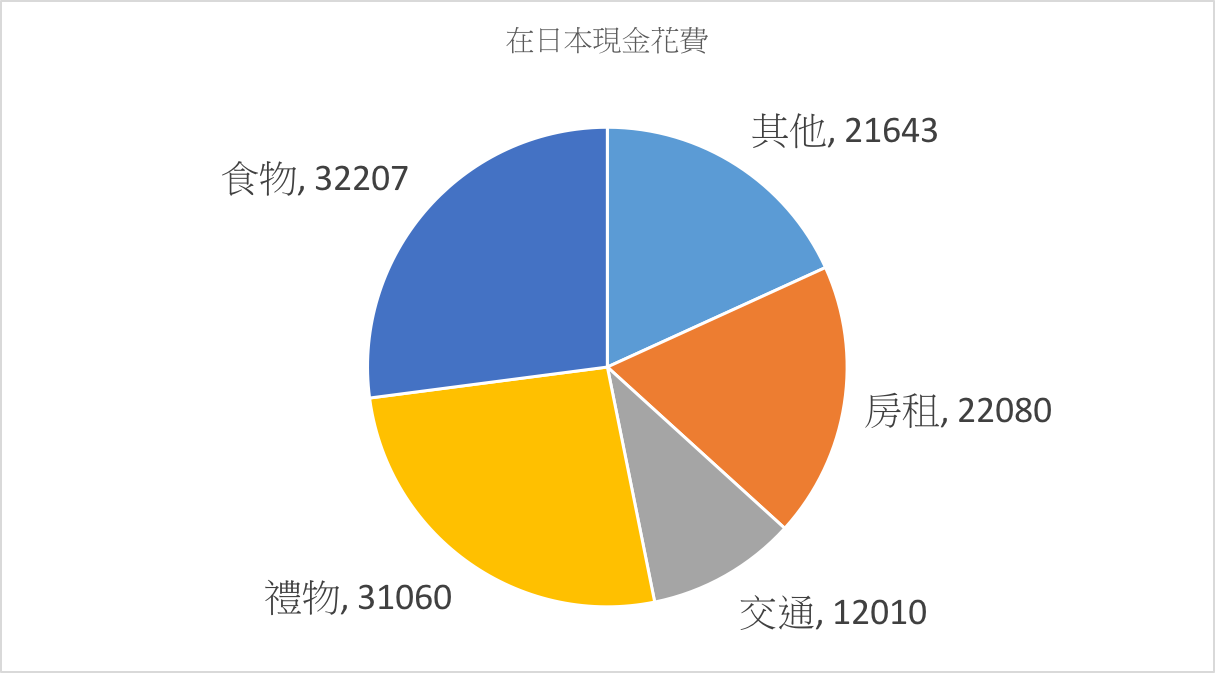 在日本現金花費
其他, 21643
食物, 32207
房租, 22080
禮物, 31060
交通, 12010